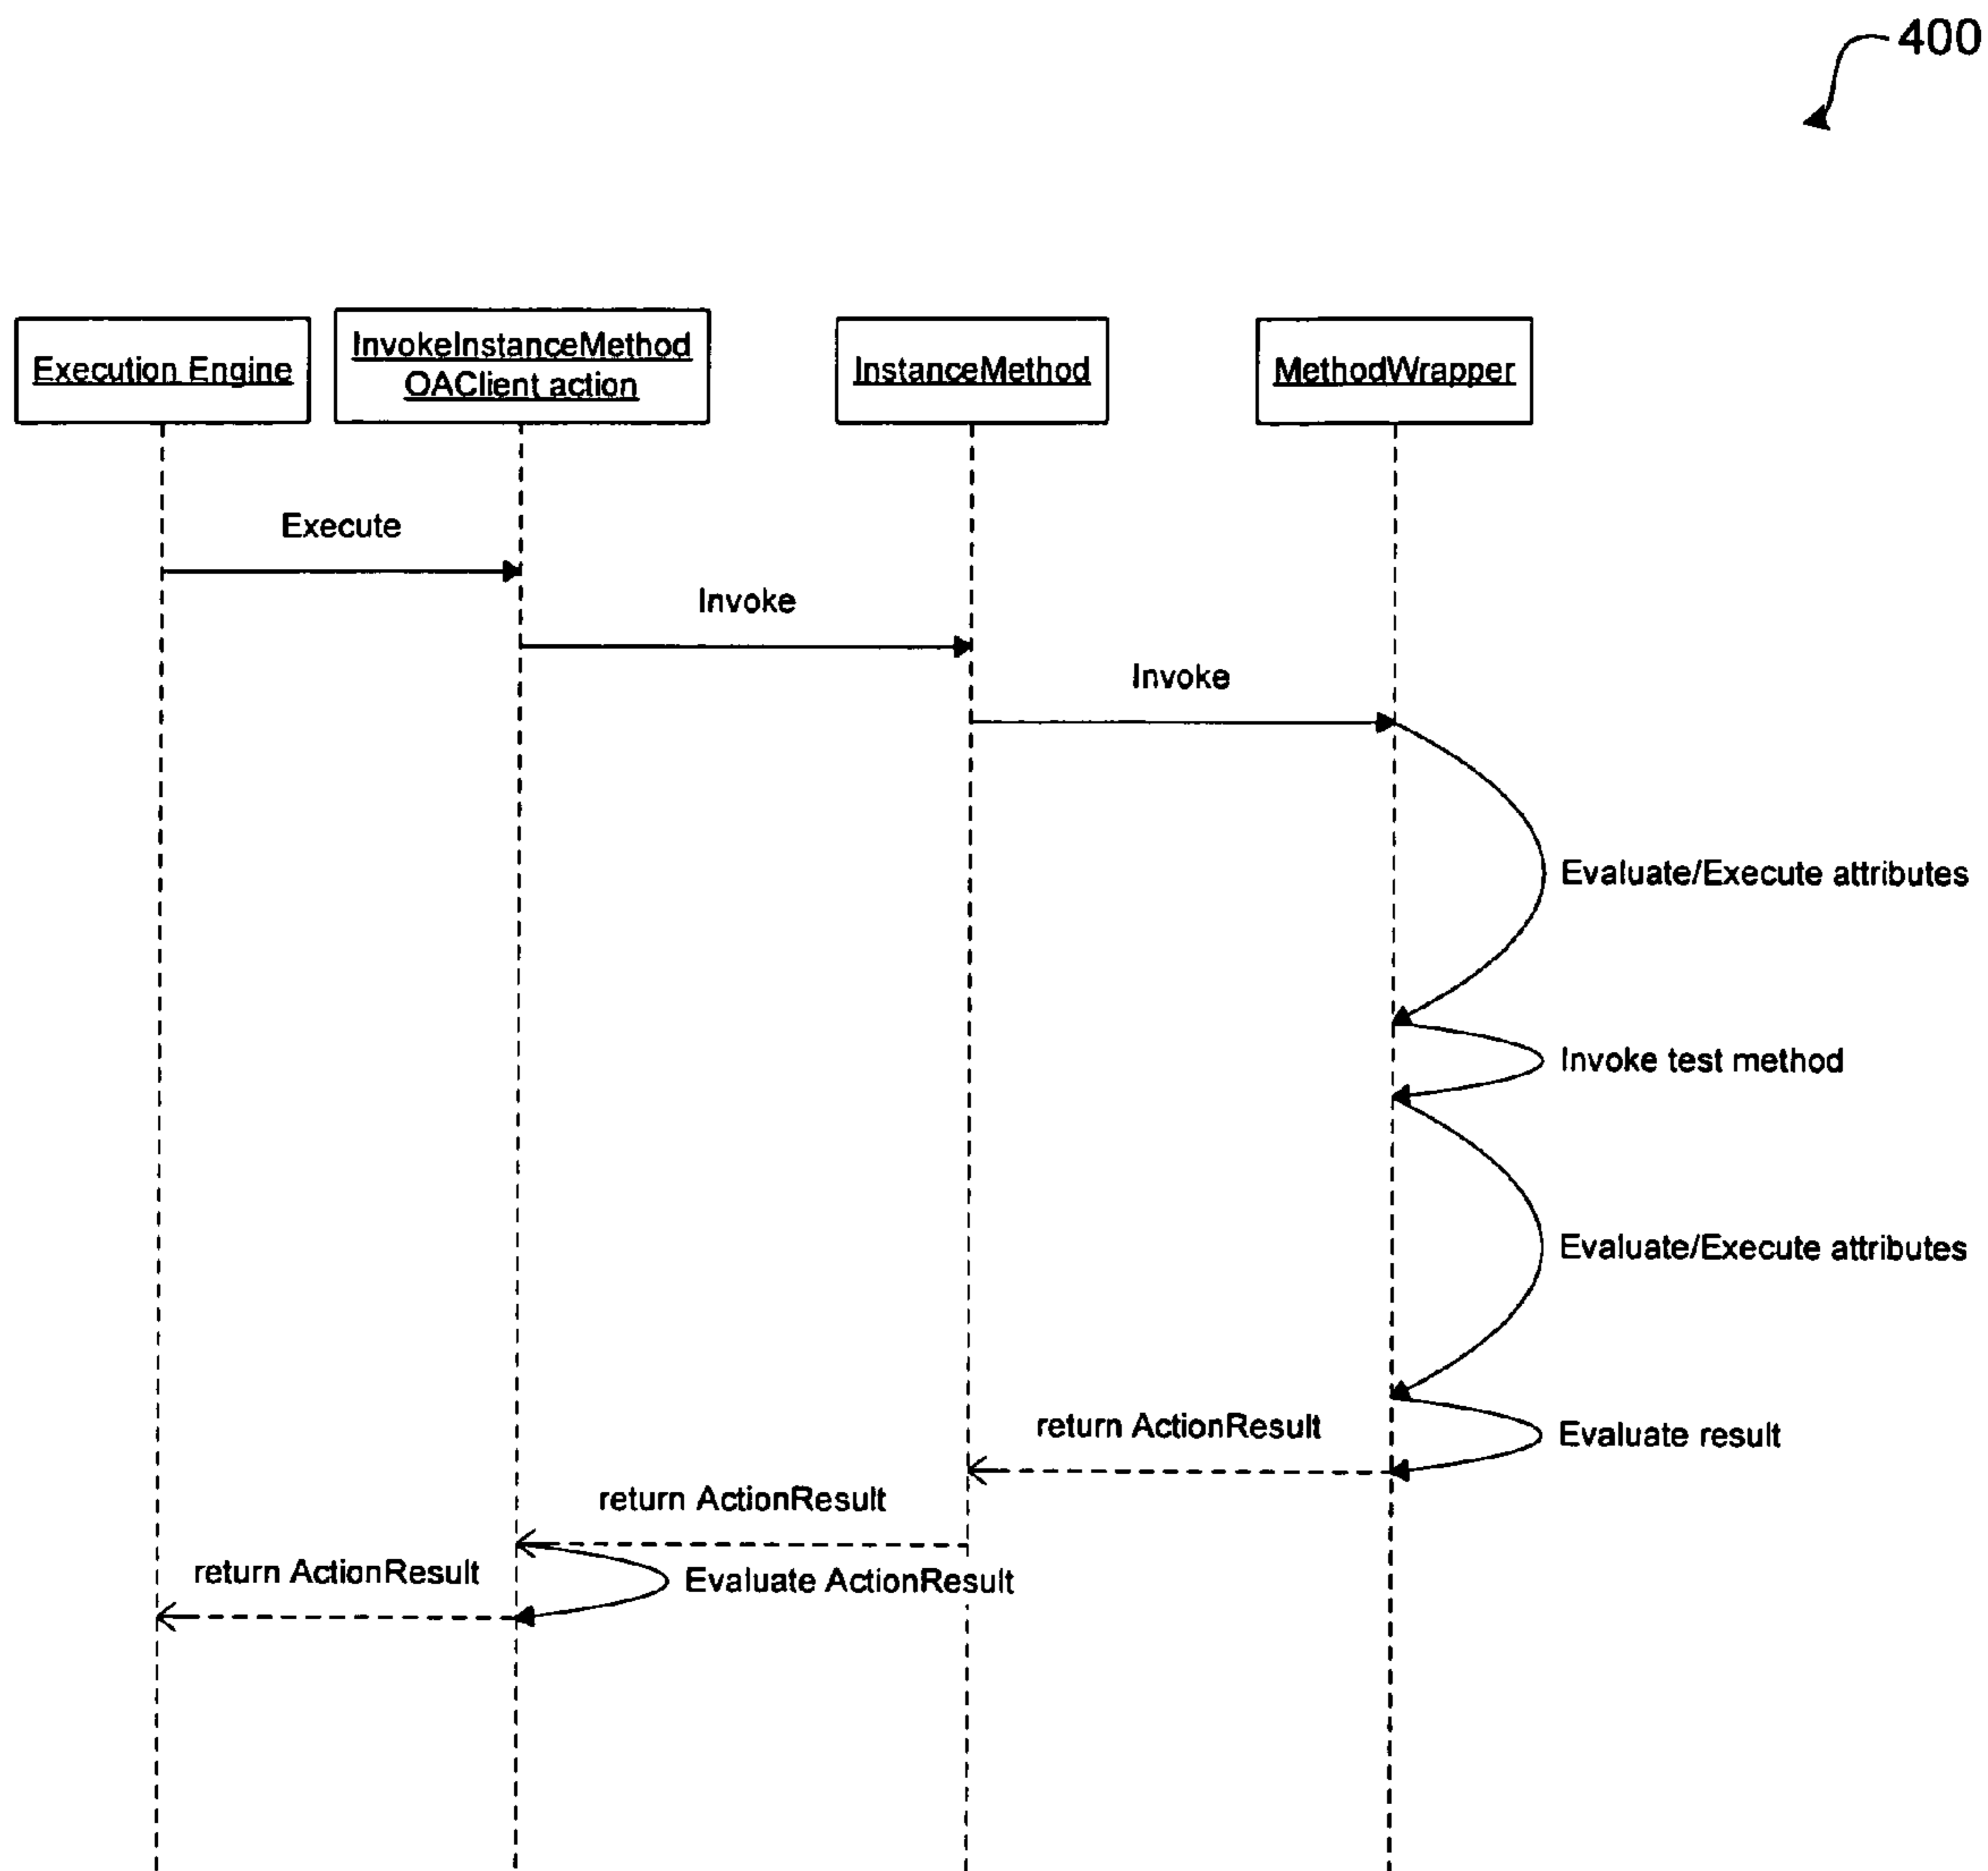 400
Execution Engine
InvokeInstanceMethod
OAClient action
InstanceMethod
MethodWrapper
Execute
Invoke
Invoke
Evaluate/Execute attributes
Invoke test method
Evaluate/Execute attributes
return ActionResult
Evaluate result
return ActionResult
return ActionResult
Evaluate ActionResult